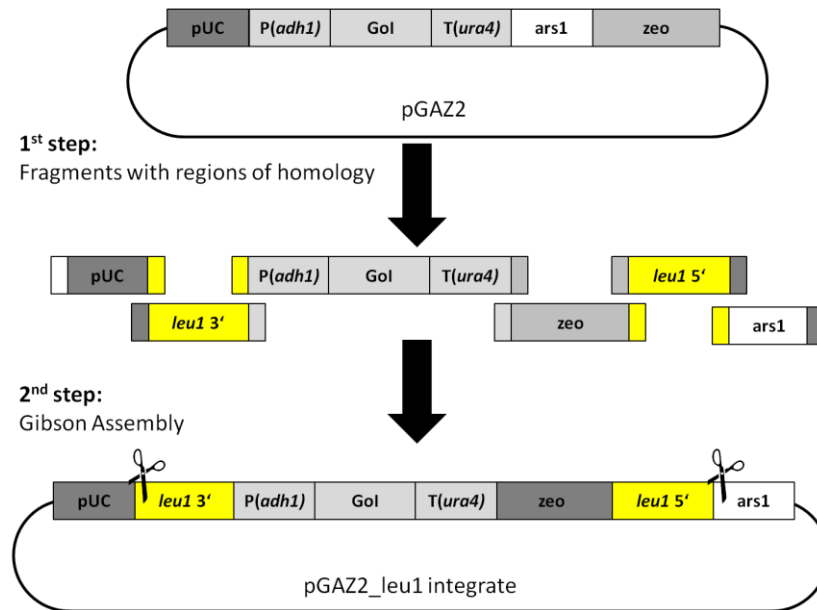 pUC P(adh1) GoI T(ura4) ars1 zeo
pGAZ2
1st step:
Fragments with regions of homology
pUC P(adh1) GoI T(ura4) leu1 5‘
leu1 3‘ zeo ars1
2nd step:
Gibson Assembly
pUC leu1 3‘ P(adh1) GoI T(ura4) zeo leu1 5‘ ars1
pGAZ2_leu1 integrate